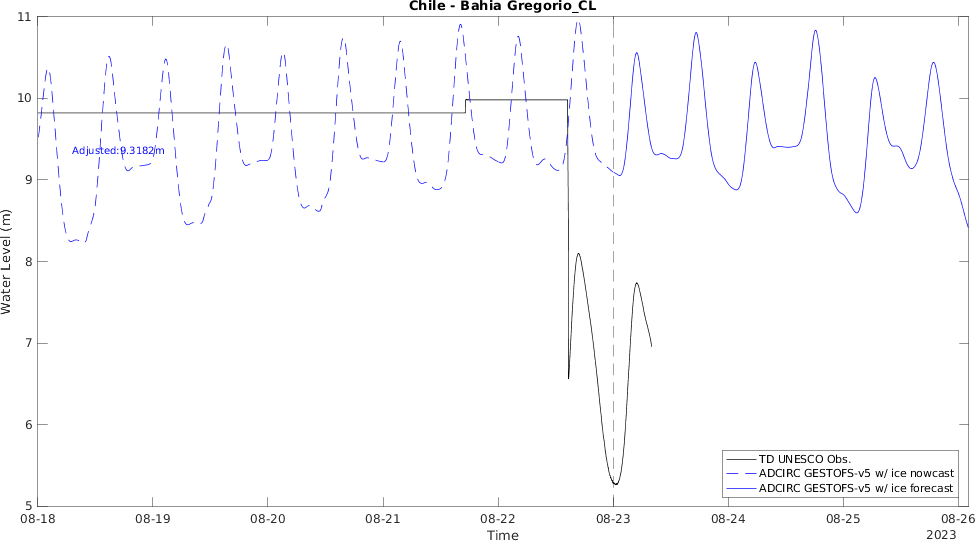 Chile - Bahia Gregorio_CL
11
10
9
8
7
6
5
Water Level (m)
Adjusted:9.3182m
TD UNESCO Obs.
ADCIRC GESTOFS-v5 w/ ice nowcast
ADCIRC GESTOFS-v5 w/ ice forecast
08-18 08-19 08-20 08-21 08-22 08-23 08-24 08-25 08-26
Time 2023